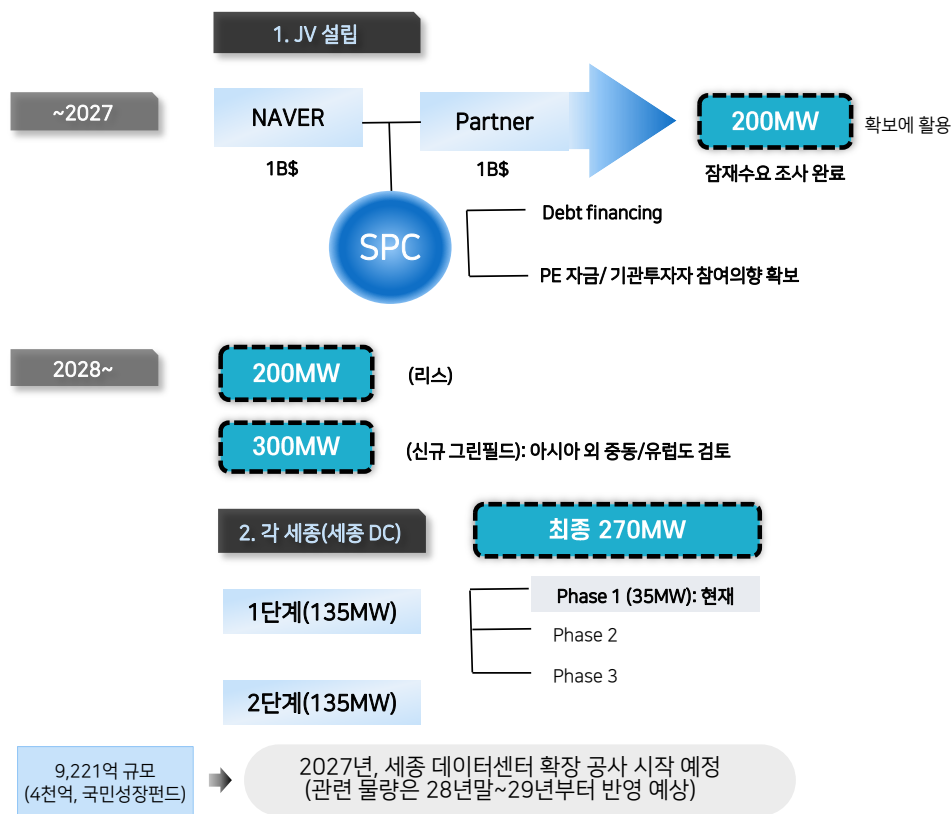 1. JV 설립
~2027
NAVER
Partner
200MW
확보에 활용
1B$
1B$
잠재수요 조사 완료
SPC
Debt financing
PE 자금/ 기관투자자 참여의향 확보
2028~
200MW
(리스)
300MW
(신규 그린필드): 아시아 외 중동/유럽도 검토
2. 각 세종(세종 DC)
최종 270MW
1단계(135MW)
Phase 1 (35MW): 현재
Phase 2
Phase 3
2단계(135MW)
9,221억 규모
(4천억, 국민성장펀드)
2027년, 세종 데이터센터 확장 공사 시작 예정
(관련 물량은 28년말~29년부터 반영 예상)